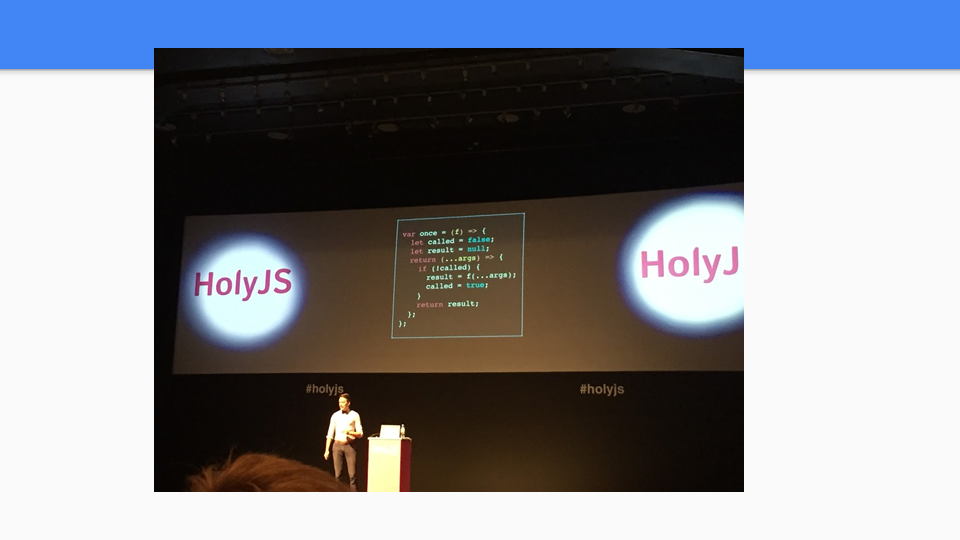 HolyJS
var once = (f) => {
let called = false;
let result = null;
return (...args) => {
if (!called) {
result = f(...args);
called = true;
}
return result;
};
};
HolyJ
#holyjs
#holyjs